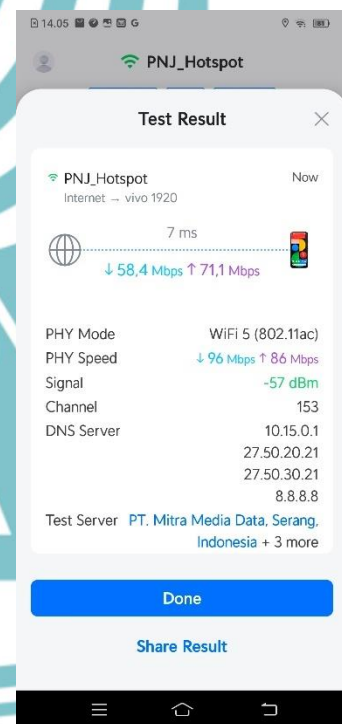 14.05 G
PNJ_Hotspot
Test Result
PNJ_Hotspot Now
Internet → vivo 1920
7 ms
↓ 58,4 Mbps ↑ 71,1 Mbps
PHY Mode WiFi 5 (802.11ac)
PHY Speed ↓ 96 Mbps ↑ 86 Mbps
Signal -57 dBm
Channel 153
DNS Server 10.15.0.1
27.50.20.21
27.50.30.21
8.8.8.8
Test Server PT. Mitra Media Data, Serang,
Indonesia + 3 more
Done
Share Result